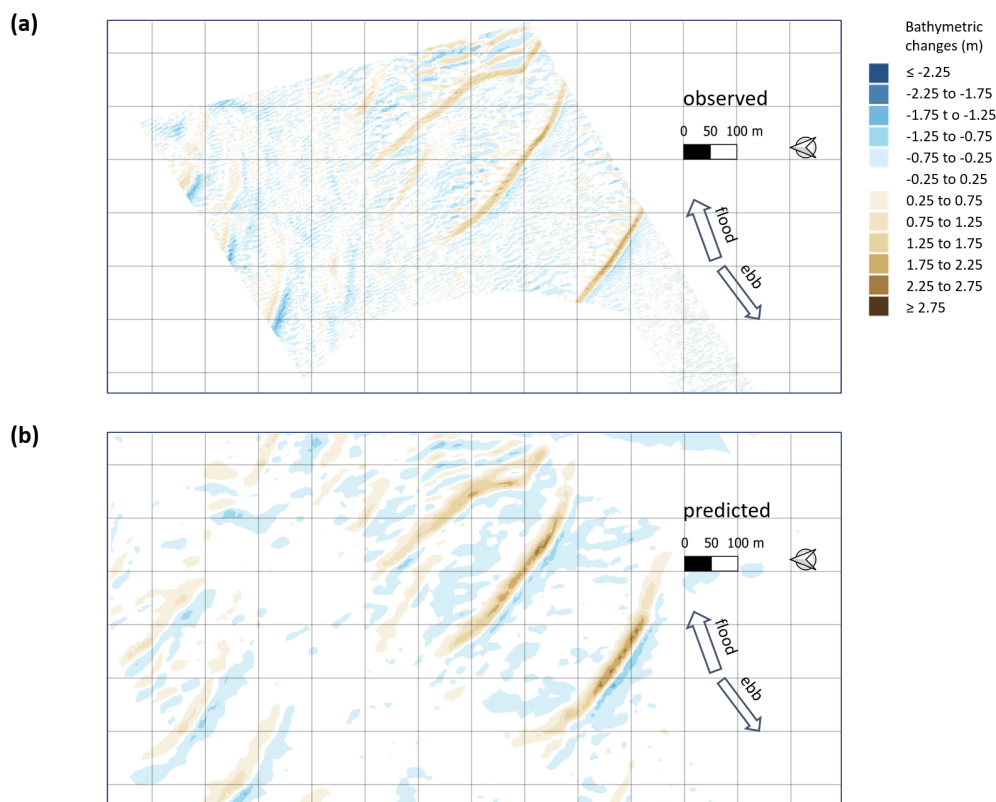 (a)
observed
0 50 100 m
flood
ebb
Bathymetric
changes (m)
≤ -2.25
-2.25 to -1.75
-1.75 t o -1.25
-1.25 to -0.75
-0.75 to -0.25
-0.25 to 0.25
0.25 to 0.75
0.75 to 1.25
1.25 to 1.75
1.75 to 2.25
2.25 to 2.75
≥ 2.75
(b)
predicted
0 50 100 m
flood
ebb